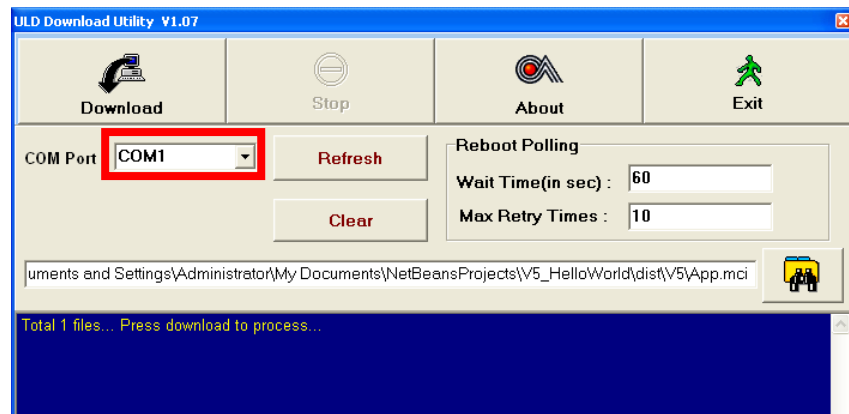 ULD Download Utility V1.07
Download
Stop
About
Exit
COM Port
COM1
Refresh
Clear
Reboot Polling
Wait Time(in sec) :
60
Max Retry Times :
10
uments and Settings\Administrator\My Documents\NetBeansProjects\V5_HelloWorld\dist\V5\App.mci
Total 1 files... Press download to process...